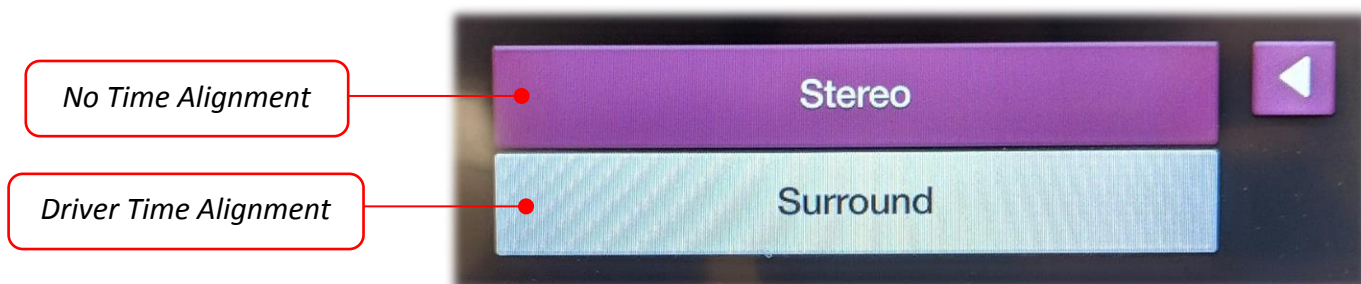 No Time Alignment
Stereo
Driver Time Alignment
Surround